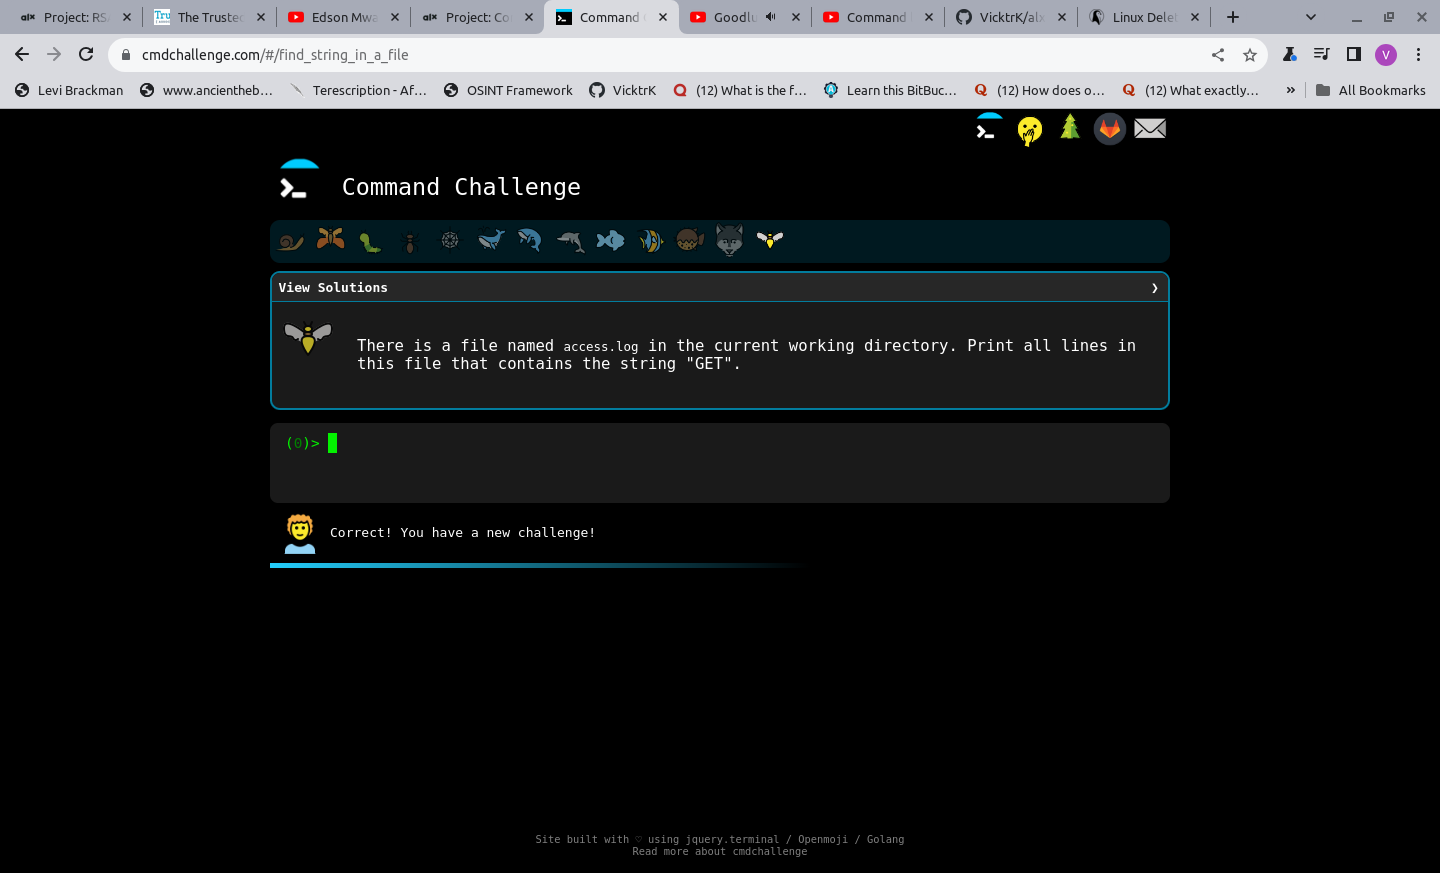 Project: RS
The Trusted
Edson Mwa
Project: Co
Command
Goodlu
Command
VicktrK/alx
Linux Delet
cmdchallenge.com/#/find_string_in_a_file
V
Levi Brackman
www.ancientheb…
Terescription - Af…
OSINT Framework
VicktrK
(12) What is the f…
Learn this BitBuc…
(12) How does o…
(12) What exactly…
»
All Bookmarks
Command Challenge
View Solutions
There is a file named access.log in the current working directory. Print all lines in
this file that contains the string "GET".
(0)>
Correct! You have a new challenge!
Site built with ♡ using jquery.terminal / Openmoji / Golang
Read more about cmdchallenge